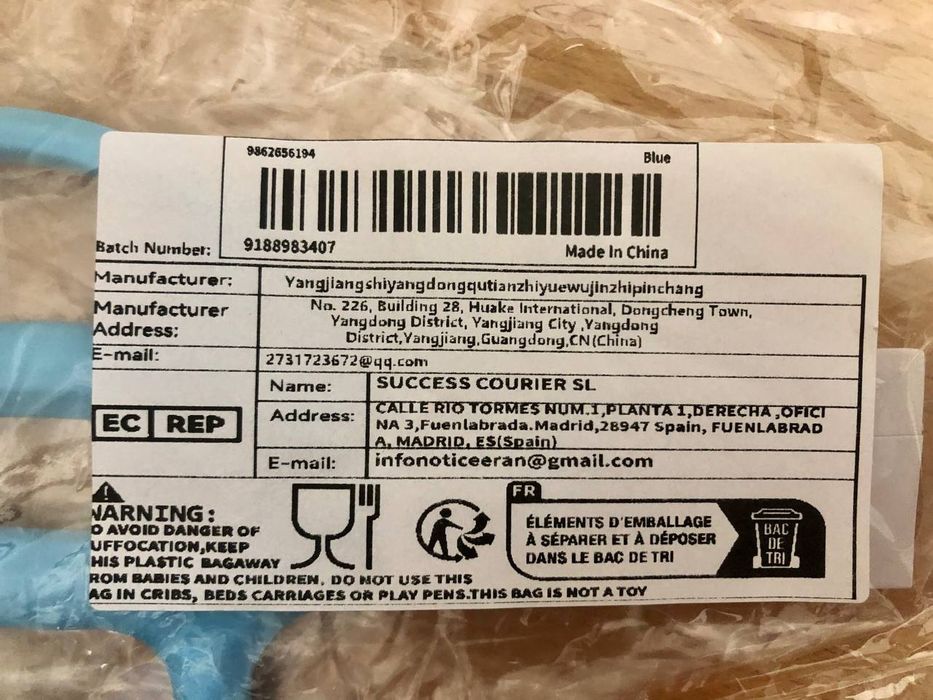 9862656194 Blue
Batch Number: 9188983407 Made In China
Manufacturer: Yangjiangshiyangdongqutianzhiyuewujinzhipinchang
Manufacturer Address: No. 226, Building 28, Huake International, Dongcheng Town,
Yangdong District, Yangjiang City ,Yangdong
District,Yangjiang,Guangdong,CN(China)
E-mail: 2731723672@qq.com
EC REP
Name: SUCCESS COURIER SL
Address: CALLE RIO TORMES NUM.1,PLANTA 1,DERECHA ,OFICI
NA 3,Fuenlabrada.Madrid,28947 Spain, FUENLABRAD
A, MADRID, ES(Spain)
E-mail: infonoticeeran@gmail.com
WARNING:
O AVOID DANGER OF
UFFOCATION,KEEP
HIS PLASTIC BAGAWAY
ROM BABIES AND CHILDREN, DO NOT USE THIS
AG IN CRIBS, BEDS CARRIAGES OR PLAY PENS.THIS BAG IS NOT A TOY
FR
ÉLÉMENTS D'EMBALLAGE
À SÉPARER ET À DÉPOSER
DANS LE BAC DE TRI
BAC
DE
TRI